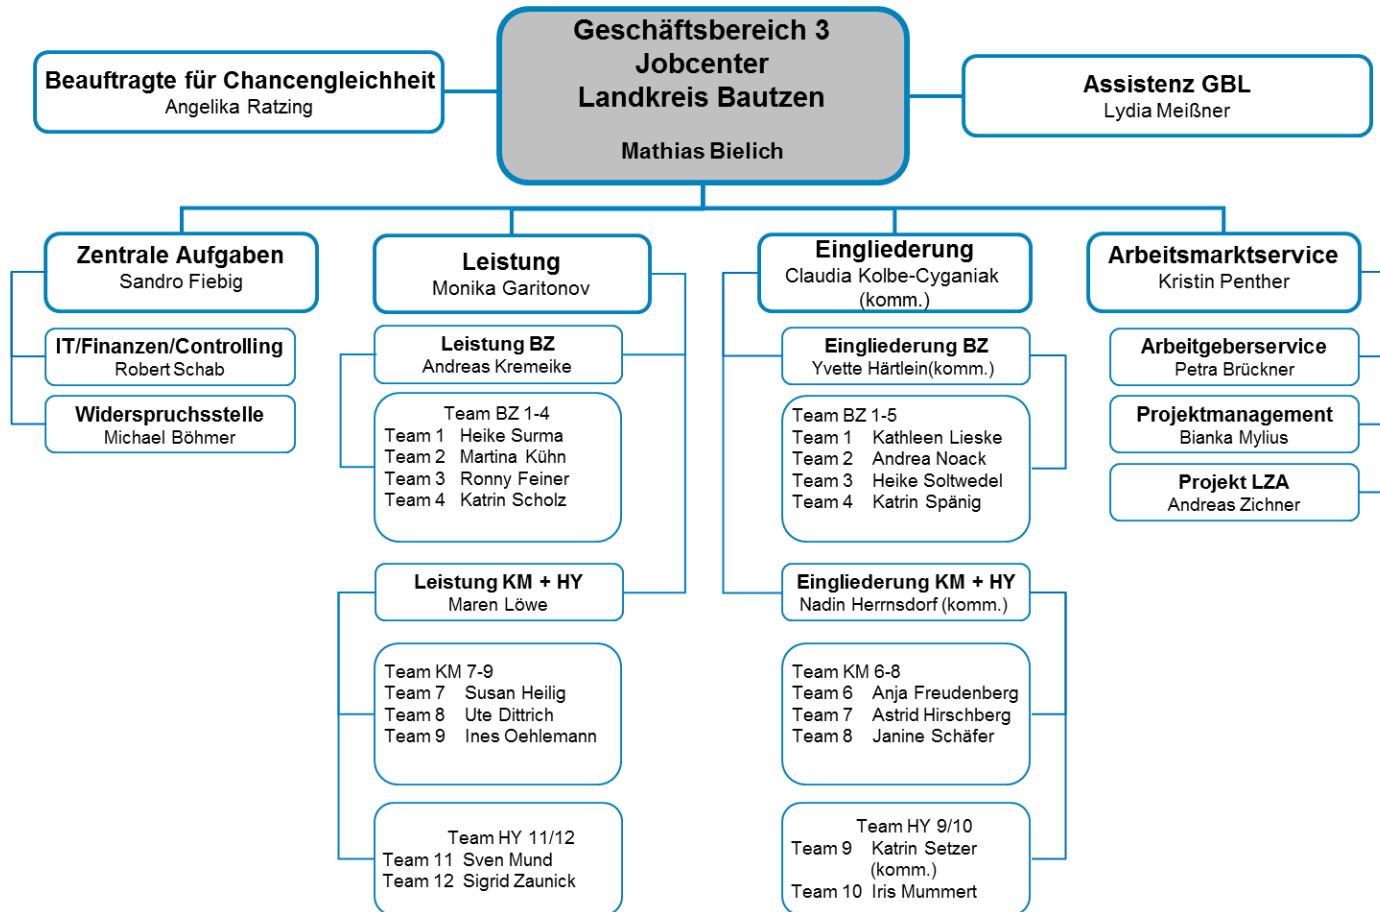 Geschäftsbereich 3
Jobcenter
Landkreis Bautzen
Mathias Bielich
Beauftragte für Chancengleichheit
Angelika Ratzing
Assistenz GBL
Lydia Meißner
Zentrale Aufgaben
Sandro Fiebig
IT/Finanzen/Controlling
Robert Schab
Widerspruchsstelle
Michael Böhmer
Leistung
Monika Garitonov
Leistung BZ
Andreas Kremeike
Team BZ 1-4
Team 1 Heike Surma
Team 2 Martina Kühn
Team 3 Ronny Feiner
Team 4 Katrin Scholz
Leistung KM + HY
Maren Löwe
Team KM 7-9
Team 7 Susan Heilig
Team 8 Ute Dittrich
Team 9 Ines Oehlemann
Team HY 11/12
Team 11 Sven Mund
Team 12 Sigrid Zaunick
Eingliederung
Claudia Kolbe-Cyganiak
(komm.)
Eingliederung BZ
Yvette Härtlein(komm.)
Team BZ 1-5
Team 1 Kathleen Lieske
Team 2 Andrea Noack
Team 3 Heike Soltwedel
Team 4 Katrin Spänig
Eingliederung KM + HY
Nadin Herrnsdorf (komm.)
Team KM 6-8
Team 6 Anja Freudenberg
Team 7 Astrid Hirschberg
Team 8 Janine Schäfer
Team HY 9/10
Team 9 Katrin Setzer
(komm.)
Team 10 Iris Mummert
Arbeitsmarktservice
Kristin Penther
Arbeitgeberservice
Petra Brückner
Projektmanagement
Bianka Mylius
Projekt LZA
Andreas Zichner